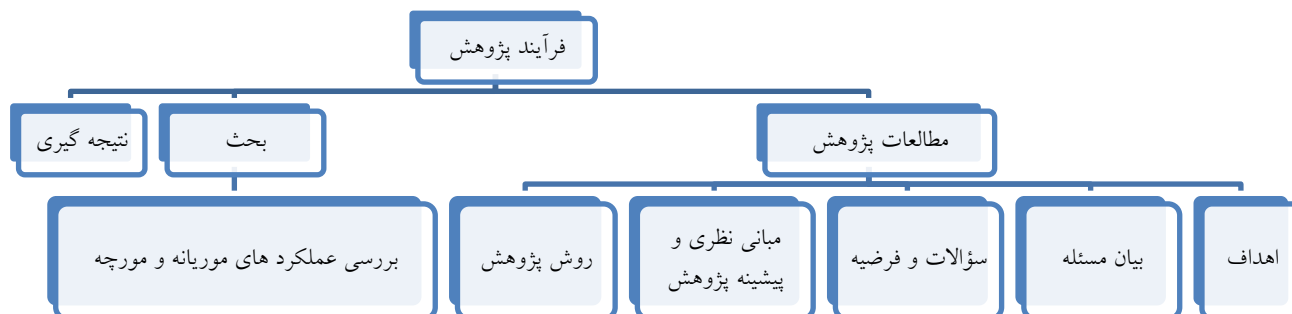 فرآیند پژوهش
مطالعات پژوهش
بحث
نتیجه گیری
اهداف
بیان مسئله
سؤالات و فرضیه
مبانی نظری و
پیشینه پژوهش
روش پژوهش
بررسی عملکرد های موریانه و مورچه